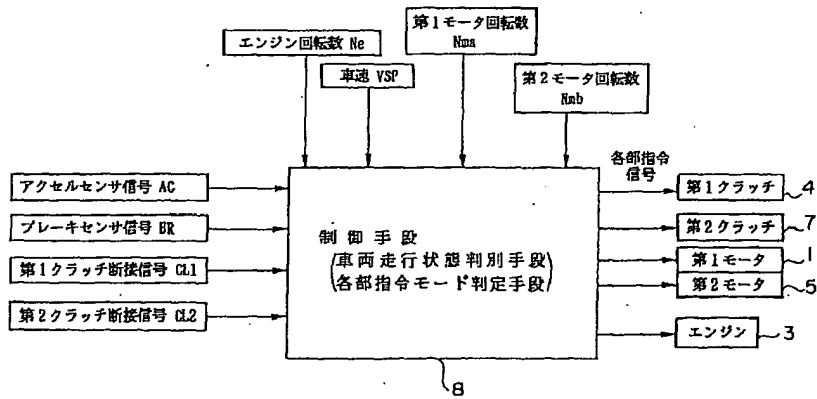 エンジン回転数 Ne
第1モータ回転数
Nma
車速 VSP
第2モータ回転数
Nmb
各部指令
信号
アクセルセンサ信号 AC
ブレーキセンサ信号 BR
第1クラッチ断接信号 CL1
第2クラッチ断接信号 CL2
制御手段
(車両走行状態判別手段)
(各部指令モード判定手段)
第1クラッチ 4
第2クラッチ 7
第1モータ 1
第2モータ 5
エンジン 3
8